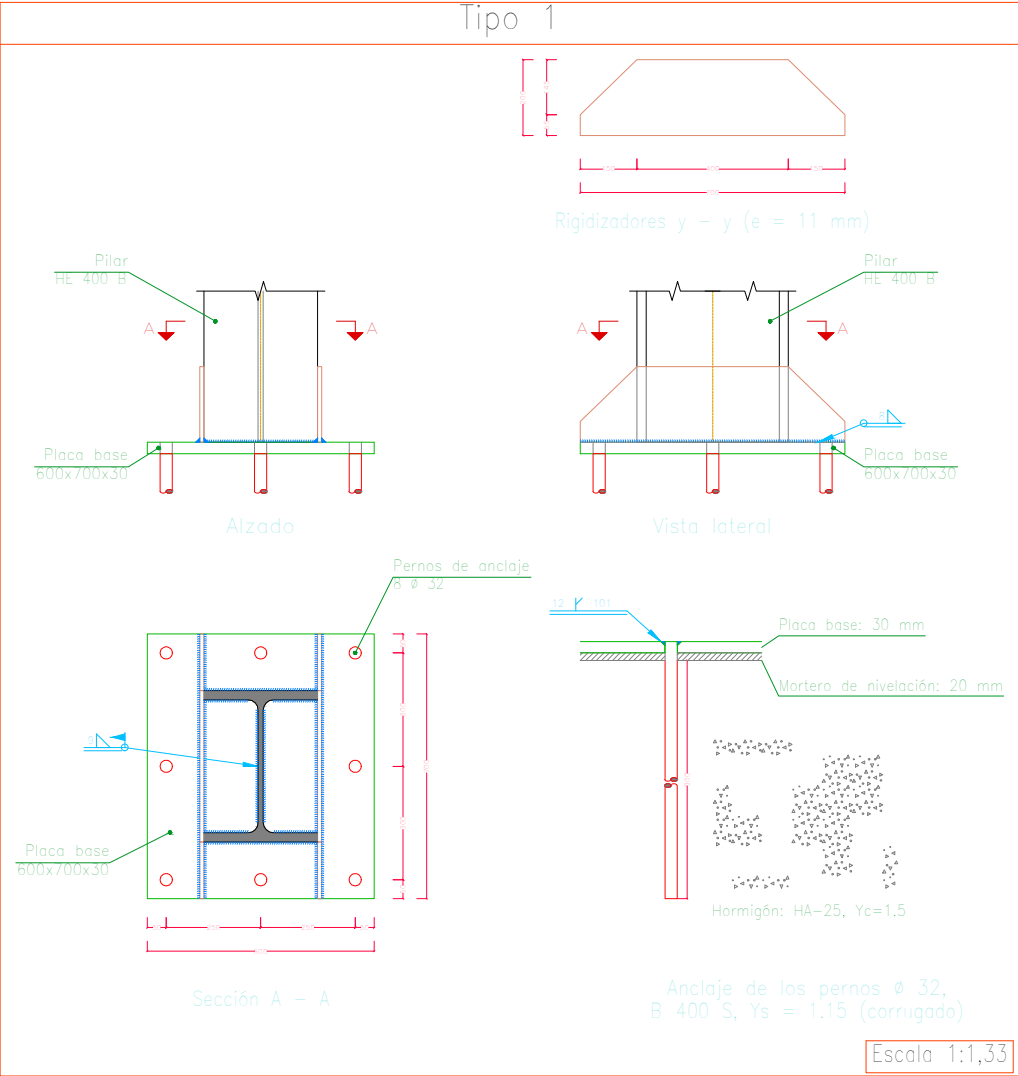 Tipo 1
Rigidizadores y - y (e = 11 mm)
Pilar
HE 400 B
Pilar
HE 400 B
A
A
A
A
Placa base
600x700x30
Placa base
600x700x30
Alzado
Vista lateral
Pernos de anclaje
8 ø 32
12
101
Placa base: 30 mm
Mortero de nivelación: 20 mm
Placa base
600x700x30
Hormigón: HA-25, Yc=1.5
Sección A - A
Anclaje de los pernos ø 32,
B 400 S, Ys = 1.15 (corrugado)
Escala 1:1,33